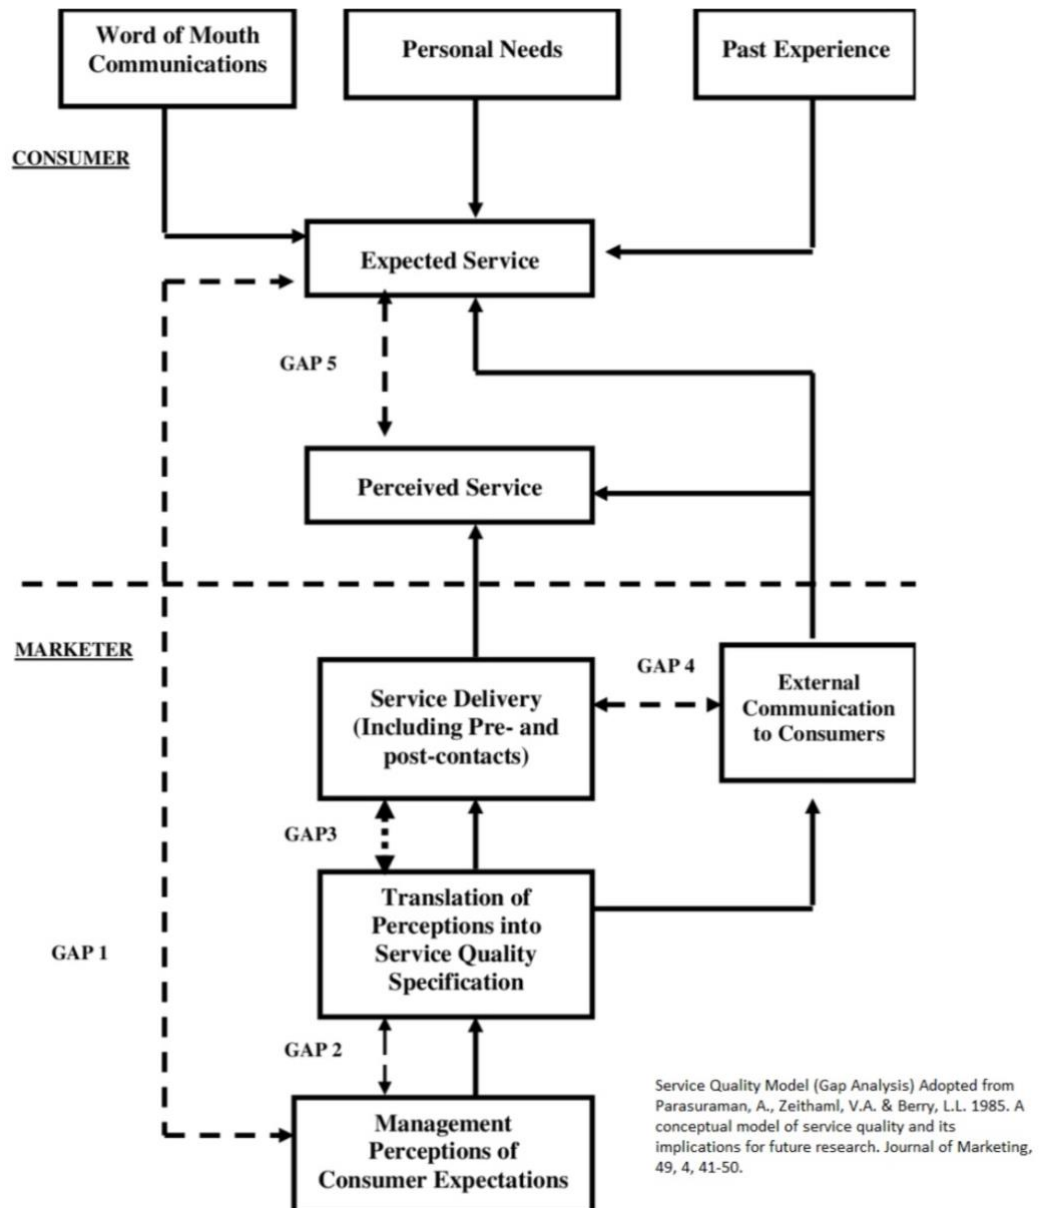 Word of Mouth
Communications
Personal Needs
Past Experience
CONSUMER
Expected Service
GAP 5
Perceived Service
MARKETER
Service Delivery
(Including Pre- and
post-contacts)
GAP 4
External
Communication
to Consumers
GAP3
Translation of
Perceptions into
Service Quality
Specification
GAP 1
GAP 2
Management
Perceptions of
Consumer Expectations
Service Quality Model (Gap Analysis) Adopted from
Parasuraman, A., Zeithaml, V.A. & Berry, L.L. 1985. A
conceptual model of service quality and its
implications for future research. Journal of Marketing,
49, 4, 41-50.